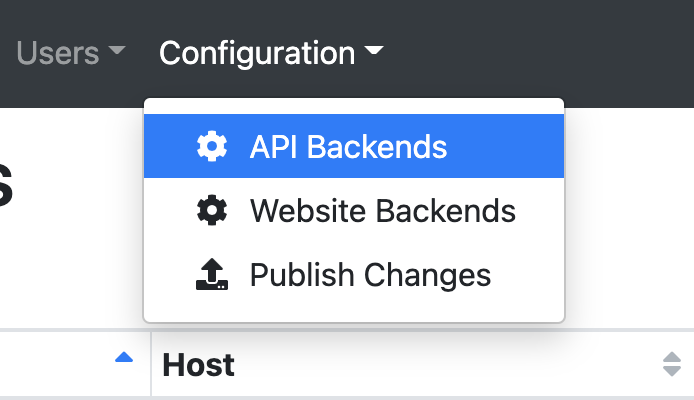 Users Configuration
API Backends
Website Backends
Publish Changes
Host